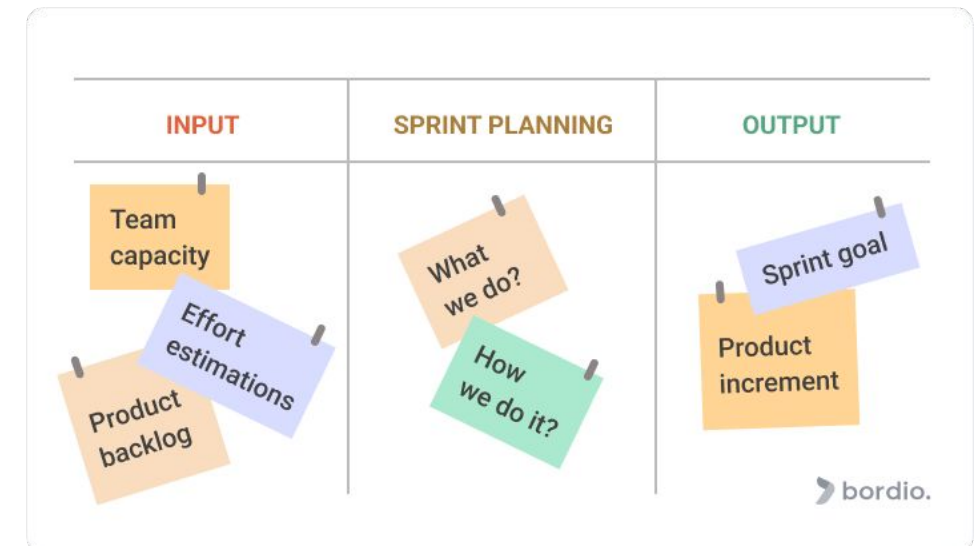 INPUT
SPRINT PLANNING
OUTPUT
Team
capacity
Effort
estimations
Product
backlog
What
we do?
How
we do it?
Sprint goal
Product
increment
bordio.